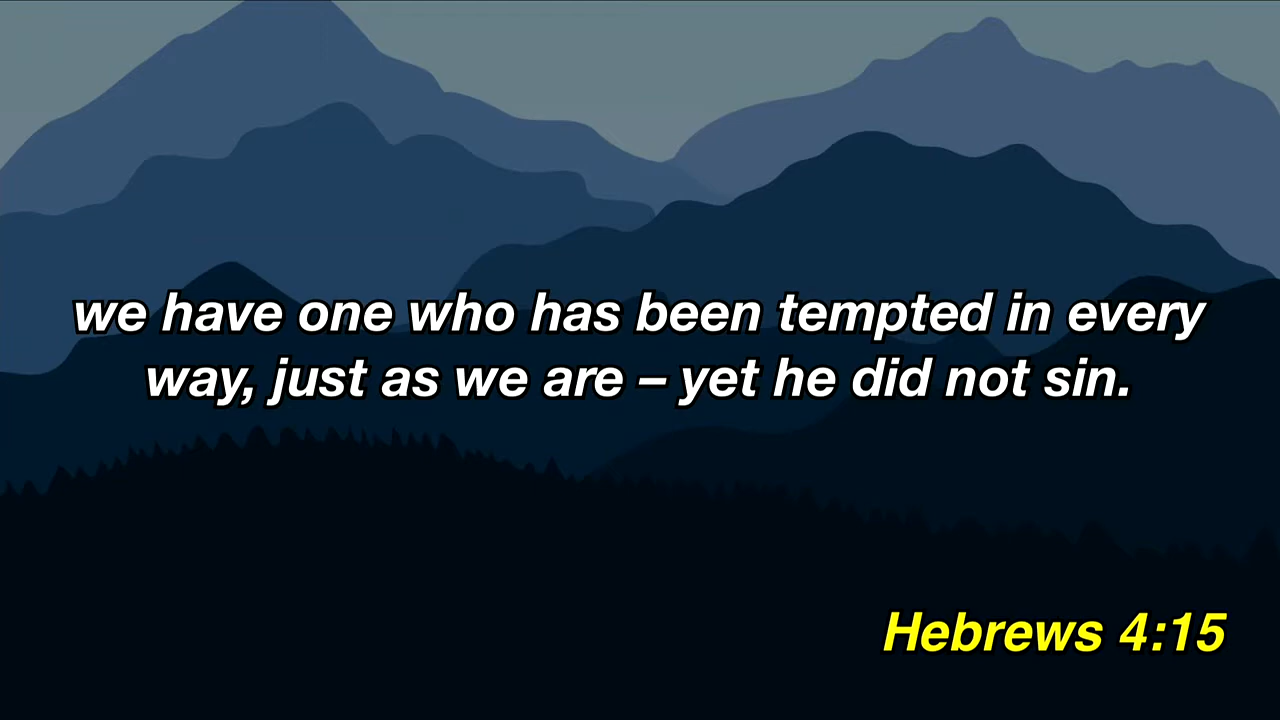 we have one who has been tempted in every
way, just as we are – yet he did not sin.
Hebrews 4:15